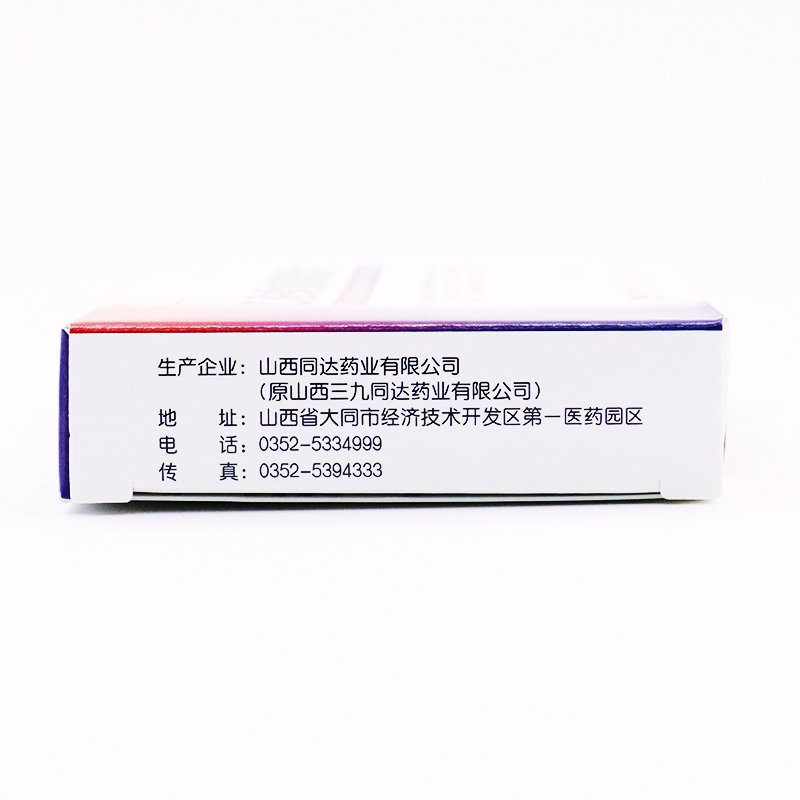 生产企业：山西同达药业有限公司
（原山西三九同达药业有限公司）
地 址：山西省大同市经济技术开发区第一医药园区
电 话：0352-5334999
传 真：0352-5394333